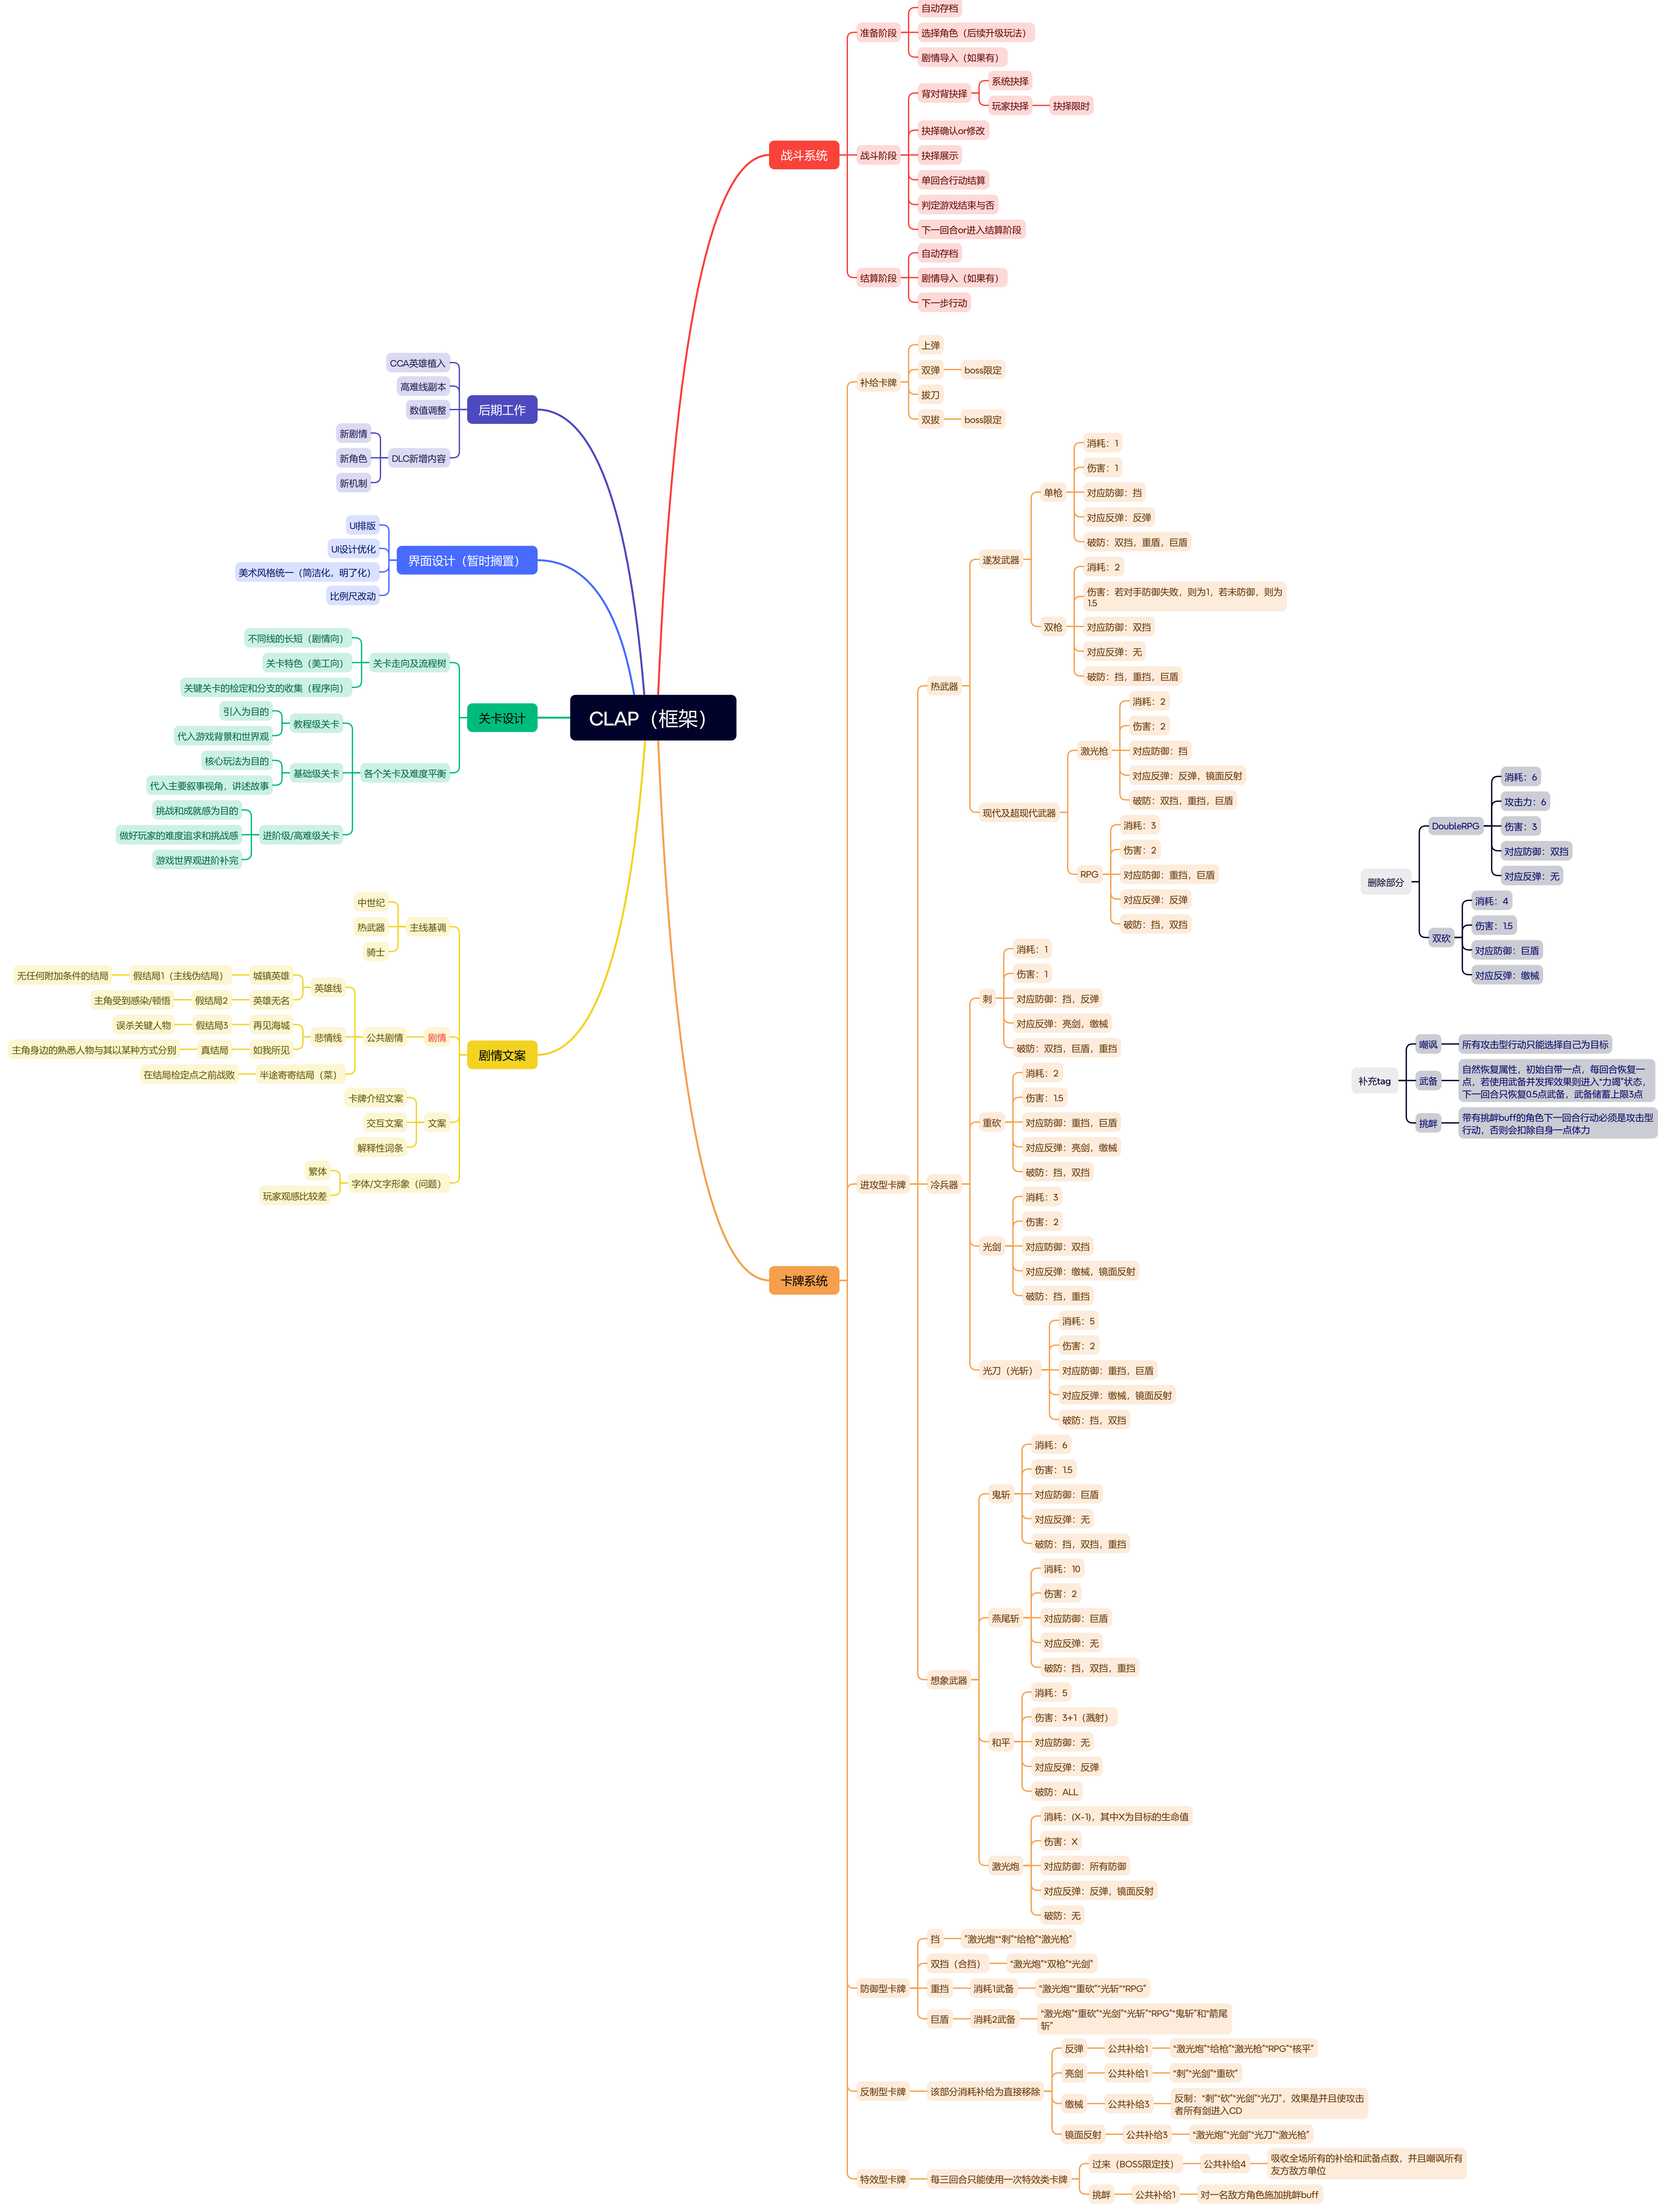 CLAP（框架）
战斗系统
准备阶段
自动存档
选择角色（后续升级玩法）
剧情导入（如果有）
战斗阶段
背对背抉择
系统抉择
玩家抉择
抉择限时
抉择确认or修改
抉择展示
单回合行动结算
判定游戏结束与否
下一回合or进入结算阶段
结算阶段
自动存档
剧情导入（如果有）
下一步行动
卡牌系统
补给卡牌
上弹
双弹
boss限定
拔刀
双拔
boss限定
进攻型卡牌
热武器
遂发武器
单枪
消耗：1
伤害：1
对应防御：挡
对应反弹：反弹
破防：双挡，重盾，巨盾
双枪
消耗：2
伤害：若对手防御失败，则为1，若未防御，则为
1.5
对应防御：双挡
对应反弹：无
破防：挡，重挡，巨盾
现代及超现代武器
激光枪
消耗：2
伤害：2
对应防御：挡
对应反弹：反弹，镜面反射
破防：双挡，重挡，巨盾
RPG
消耗：3
伤害：2
对应防御：重挡，巨盾
对应反弹：反弹
破防：挡，双挡
冷兵器
刺
消耗：1
伤害：1
对应防御：挡，反弹
对应反弹：亮剑，缴械
破防：双挡，巨盾，重挡
重砍
消耗：2
伤害：1.5
对应防御：重挡，巨盾
对应反弹：亮剑，缴械
破防：挡，双挡
光剑
消耗：3
伤害：2
对应防御：双挡
对应反弹：缴械，镜面反射
破防：挡，重挡
光刀（光斩）
消耗：5
伤害：2
对应防御：重挡，巨盾
对应反弹：缴械，镜面反射
破防：挡，双挡
想象武器
鬼斩
消耗：6
伤害：1.5
对应防御：巨盾
对应反弹：无
破防：挡，双挡，重挡
燕尾斩
消耗：10
伤害：2
对应防御：巨盾
对应反弹：无
破防：挡，双挡，重挡
和平
消耗：5
伤害：3+1（溅射）
对应防御：无
对应反弹：反弹
破防：ALL
激光炮
消耗：(X-1)，其中X为目标的生命值
伤害：X
对应防御：所有防御
对应反弹：反弹，镜面反射
破防：无
防御型卡牌
挡
“激光炮”“刺”“给枪”“激光枪”
双挡（合挡）
“激光炮”“双枪”“光剑”
重挡
消耗1武备
“激光炮”“重砍”“光斩”“RPG”
巨盾
消耗2武备
“激光炮”“重砍”“光剑”“光斩”“RPG”“鬼斩”和“箭尾
斩”
反制型卡牌
该部分消耗补给为直接移除
反弹
公共补给1
“激光炮”“给枪”“激光枪”“RPG”“核平”
亮剑
公共补给1
“刺”“光剑”“重砍”
缴械
公共补给3
反制：“刺”“砍”“光剑”“光刀”，效果是并且使攻击
者所有剑进入CD
镜面反射
公共补给3
“激光炮”“光剑”“光刀”“激光枪”
特效型卡牌
每三回合只能使用一次特效类卡牌
过来（BOSS限定技）
公共补给4
吸收全场所有的补给和武备点数，并且嘲讽所有
友方敌方单位
挑衅
公共补给1
对一名敌方角色施加挑衅buff
后期工作
CCA英雄植入
高难线副本
数值调整
DLC新增内容
新剧情
新角色
新机制
界面设计（暂时搁置）
UI排版
UI设计优化
美术风格统一（简洁化，明了化）
比例尺改动
关卡设计
关卡走向及流程树
不同线的长短（剧情向）
关卡特色（美工向）
关键关卡的检定和分支的收集（程序向）
各个关卡及难度平衡
教程级关卡
引入为目的
代入游戏背景和世界观
基础级关卡
核心玩法为目的
代入主要叙事视角，讲述故事
进阶级/高难级关卡
挑战和成就感为目的
做好玩家的难度追求和挑战感
游戏世界观进阶补完
剧情文案
主线基调
中世纪
热武器
骑士
剧情
公共剧情
英雄线
城镇英雄
假结局1（主线伪结局）
无任何附加条件的结局
英雄无名
假结局2
主角受到感染/顿悟
悲情线
再见海城
假结局3
误杀关键人物
如我所见
真结局
主角身边的熟悉人物与其以某种方式分别
半途寄寄结局（菜）
在结局检定点之前战败
文案
卡牌介绍文案
交互文案
解释性词条
字体/文字形象（问题）
繁体
玩家观感比较差
删除部分
DoubleRPG
消耗：6
攻击力：6
伤害：3
对应防御：双挡
对应反弹：无
双砍
消耗：4
伤害：1.5
对应防御：巨盾
对应反弹：缴械
补充tag
嘲讽
所有攻击型行动只能选择自己为目标
武备
自然恢复属性，初始自带一点，每回合恢复一
点，若使用武备并发挥效果则进入“力竭”状态，
下一回合只恢复0.5点武备，武备储蓄上限3点
挑衅
带有挑衅buff的角色下一回合行动必须是攻击型
行动，否则会扣除自身一点体力